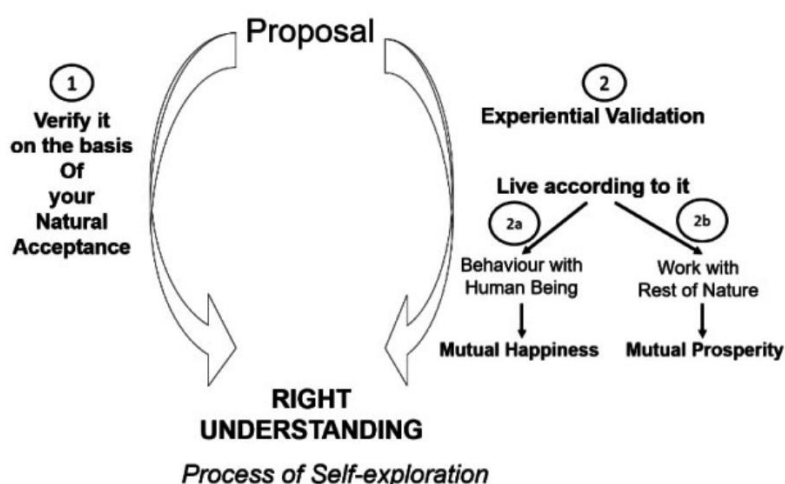 Proposal
1
Verify it
on the basis
Of
your
Natural
Acceptance
2
Experiential Validation
Live according to it
2a
2b
Behaviour with
Human Being
Work with
Rest of Nature
Mutual Happiness
Mutual Prosperity
RIGHT
UNDERSTANDING
Process of Self-exploration